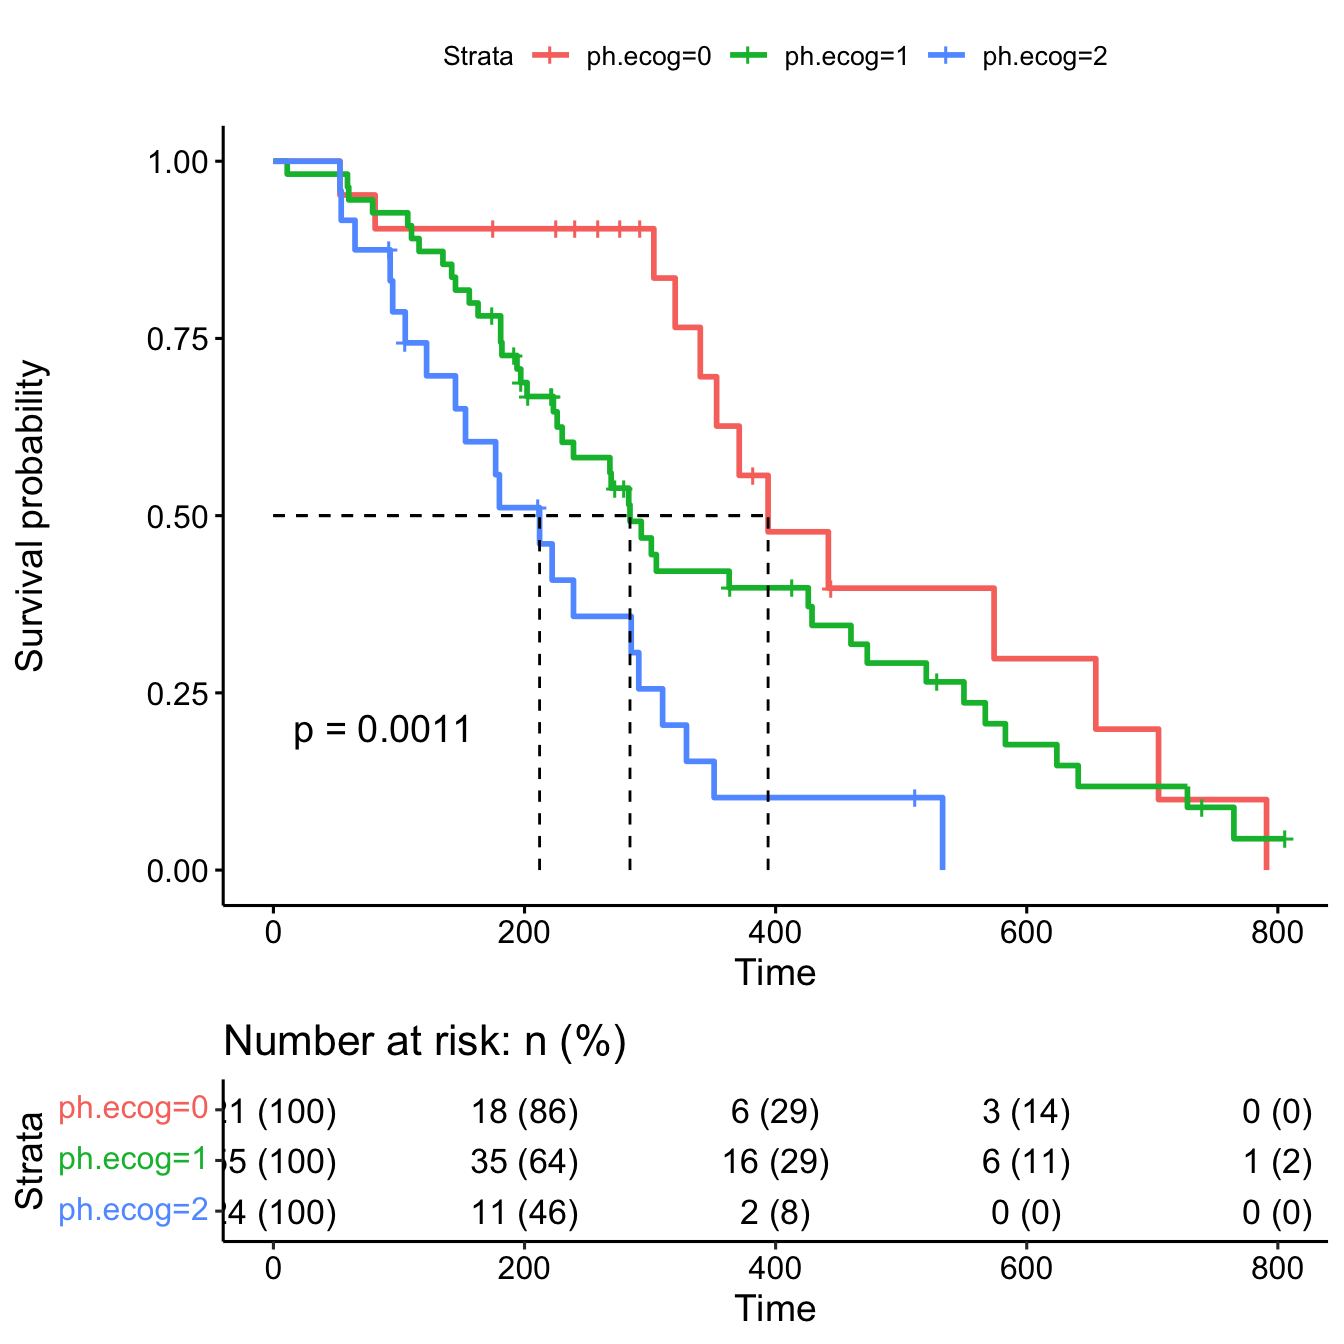 Strata ph.ecog=0 ph.ecog=1 ph.ecog=2
Survival probability
1.00
0.75
0.50
0.25
0.00
p = 0.0011
0 200 400 600 800
Time
Number at risk: n (%)
Strata
ph.ecog=0 1 (100) 18 (86) 6 (29) 3 (14) 0 (0)
ph.ecog=1 5 (100) 35 (64) 16 (29) 6 (11) 1 (2)
ph.ecog=2 4 (100) 11 (46) 2 (8) 0 (0) 0 (0)
0 200 400 600 800
Time